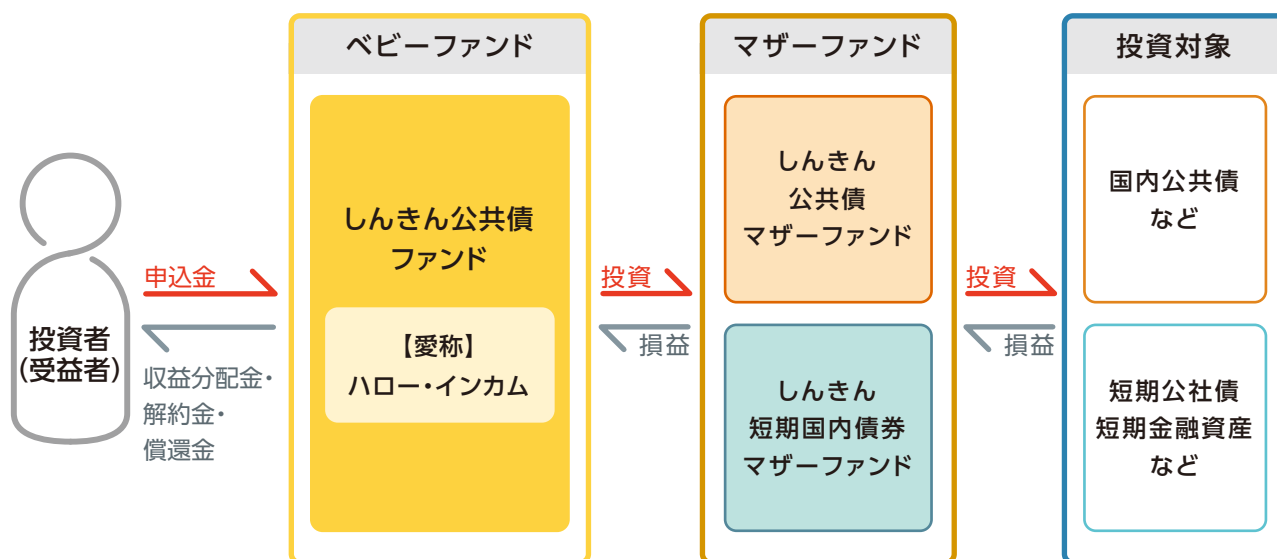 ベビーファンド
マザーファンド
投資対象
投資者
(受益者)
申込金
収益分配金・
解約金・
償還金
しんきん公共債
ファンド
【愛称】
ハロー・インカム
投資
損益
しんきん
公共債
マザーファンド
しんきん
短期国内債券
マザーファンド
投資
損益
国内公共債
など
短期公社債
短期金融資産
など